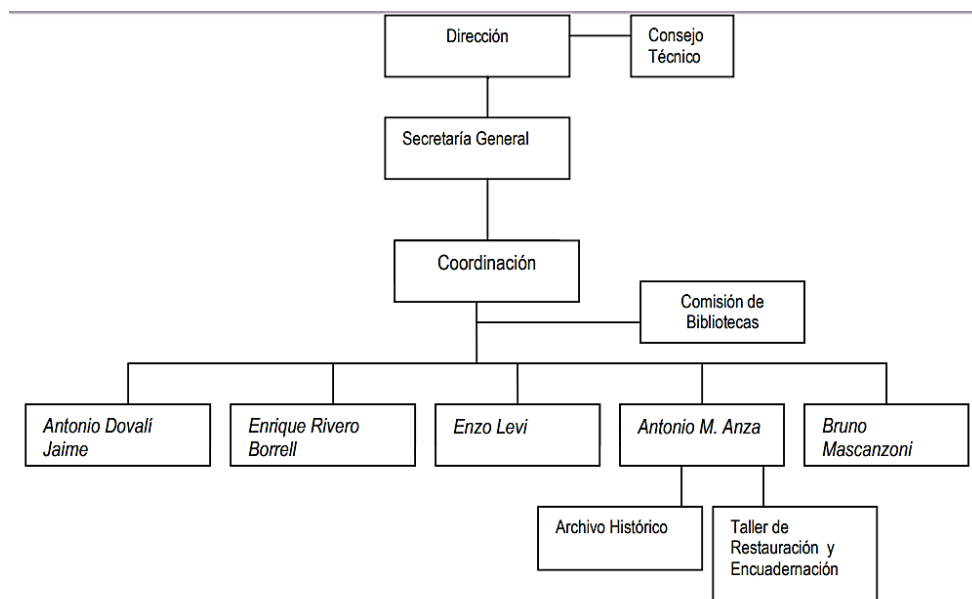 Dirección
Consejo
Técnico
Secretaría General
Coordinación
Comisión de
Bibliotecas
Antonio Dovalí
Jaime
Enrique Rivero
Borrell
Enzo Levi
Antonio M. Anza
Bruno
Mascanzoni
Archivo Histórico
Taller de
Restauración y
Encuadernación